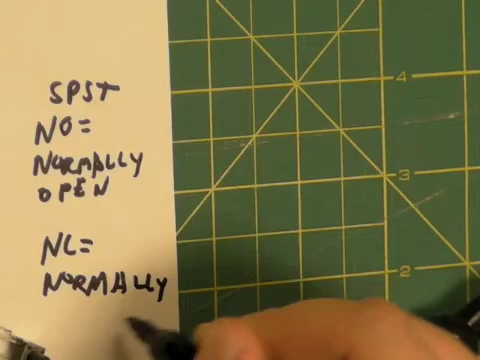 SPST
NO=
NORMALLY
OPEN
NC=
NORMALLY
4
3
2